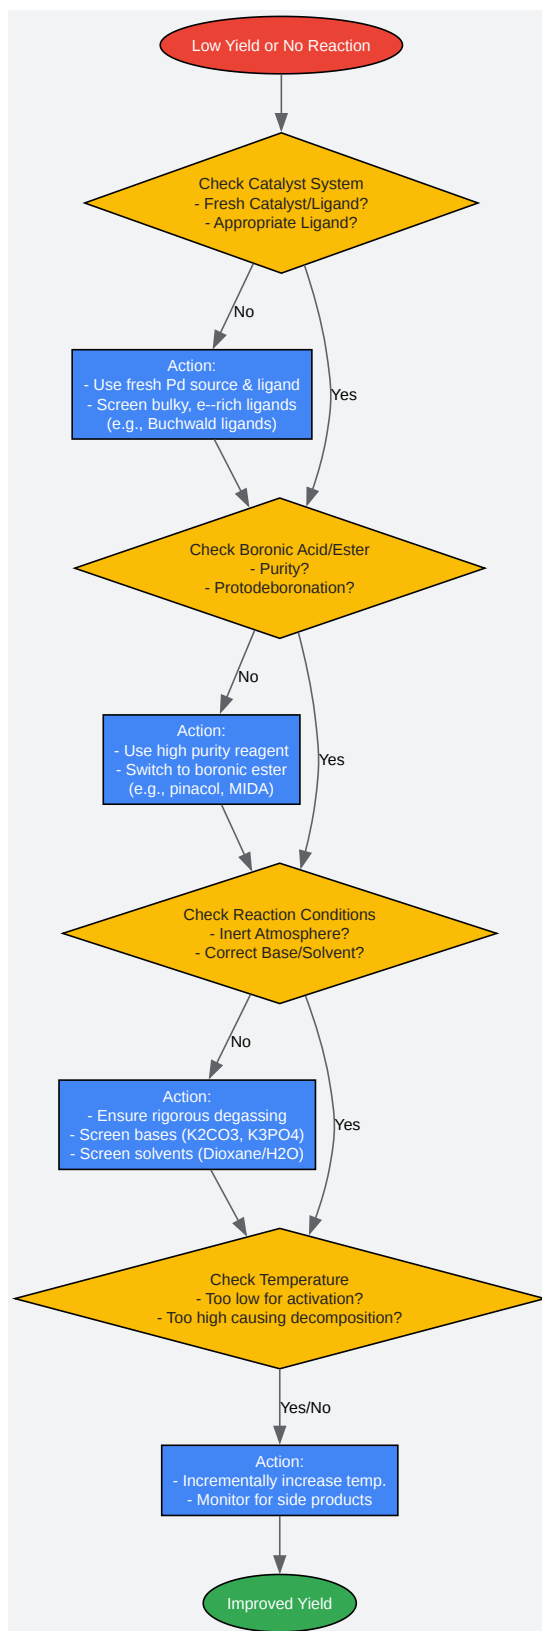 Low Yield or No Reaction
Check Catalyst System
- Fresh Catalyst/Ligand?
- Appropriate Ligand?
No
Yes
Action:
- Use fresh Pd source & ligand
- Screen bulky, e--rich ligands
(e.g., Buchwald ligands)
Check Boronic Acid/Ester
- Purity?
- Protodeboronation?
No
Yes
Action:
- Use high purity reagent
- Switch to boronic ester
(e.g., pinacol, MIDA)
Check Reaction Conditions
- Inert Atmosphere?
- Correct Base/Solvent?
No
Yes
Action:
- Ensure rigorous degassing
- Screen bases (K2CO3, K3PO4)
- Screen solvents (Dioxane/H2O)
Check Temperature
- Too low for activation?
- Too high causing decomposition?
Yes/No
Action:
- Incrementally increase temp.
- Monitor for side products
Improved Yield